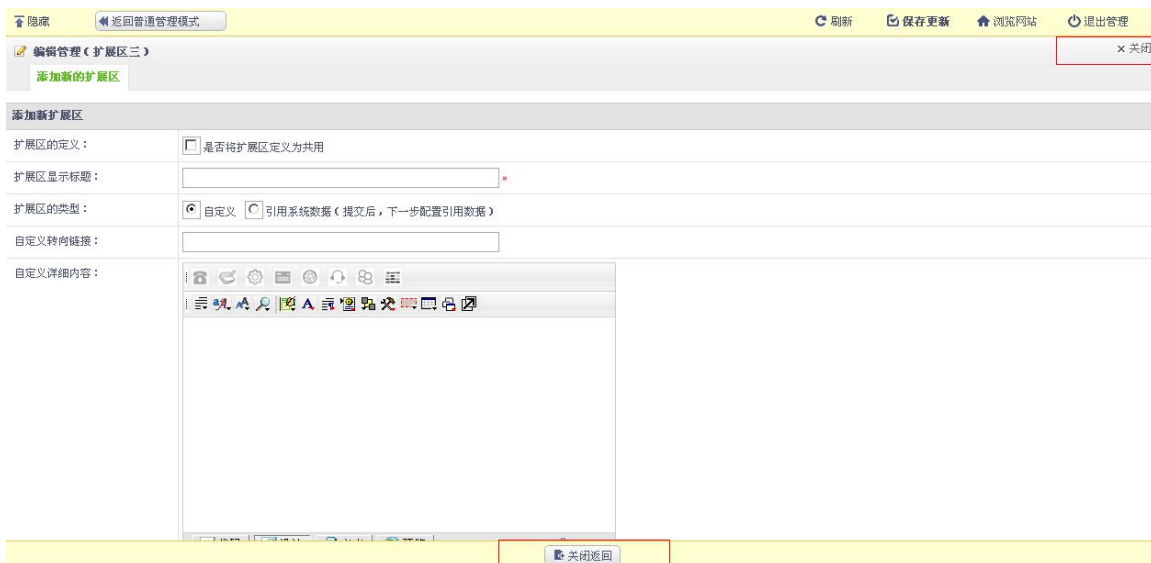 隐藏 返回普通管理模式 刷新 保存更新 浏览网站 退出管理
编辑管理(扩展区三) × 关闭
添加新的扩展区
添加新扩展区
扩展区的定义: 是否将扩展区定义为共用
扩展区显示标题: *
扩展区的类型: 自定义 引用系统数据(提交后,下一步配置引用数据)
自定义转向链接:
自定义详细内容:
关闭返回